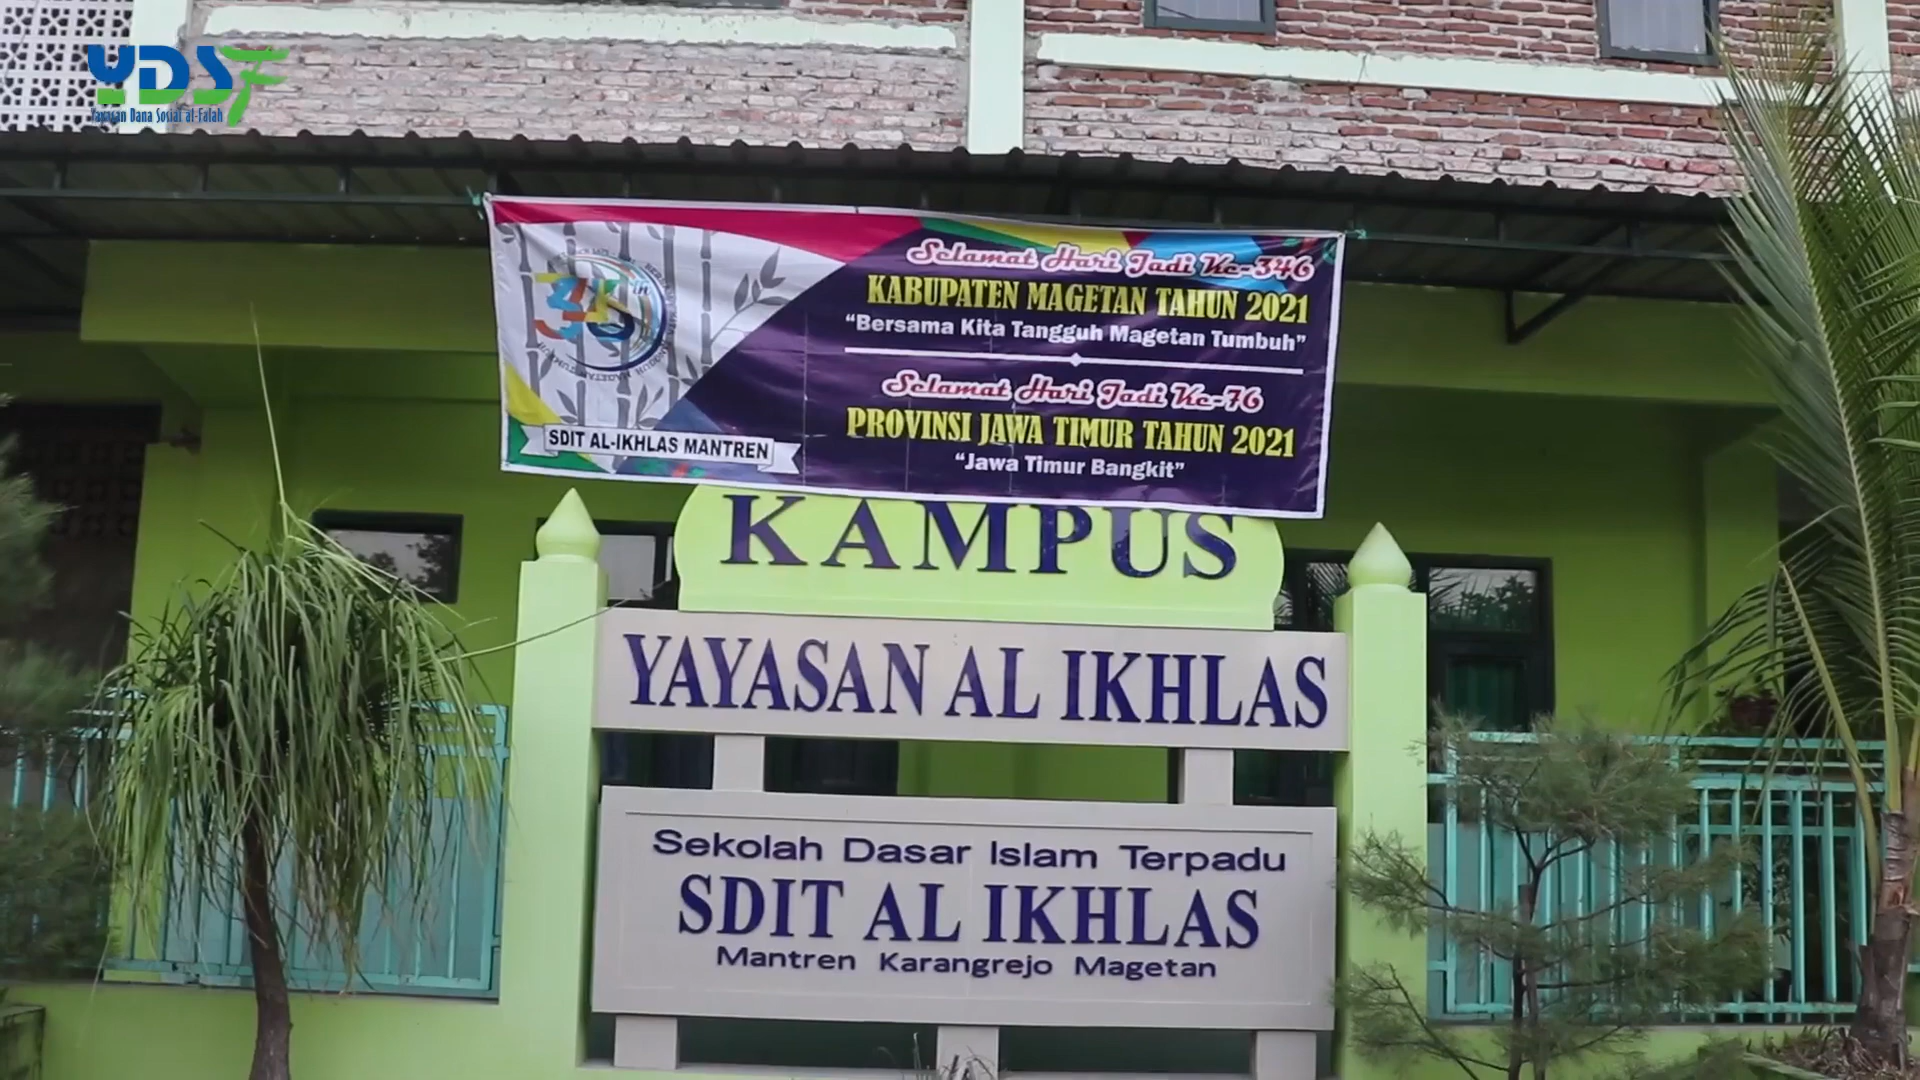 YDSF
Yayasan Dana Sosial al-Falah
Selamat Hari Jadi Ke-346
KABUPATEN MAGETAN TAHUN 2021
"Bersama Kita Tangguh Magetan Tumbuh"
Selamat Hari Jadi Ke-76
PROVINSI JAWA TIMUR TAHUN 2021
"Jawa Timur Bangkit"
SDIT AL-IKHLAS MANTREN
KAMPUS
YAYASAN AL IKHLAS
Sekolah Dasar Islam Terpadu
SDIT AL IKHLAS
Mantren Karangrejo Magetan